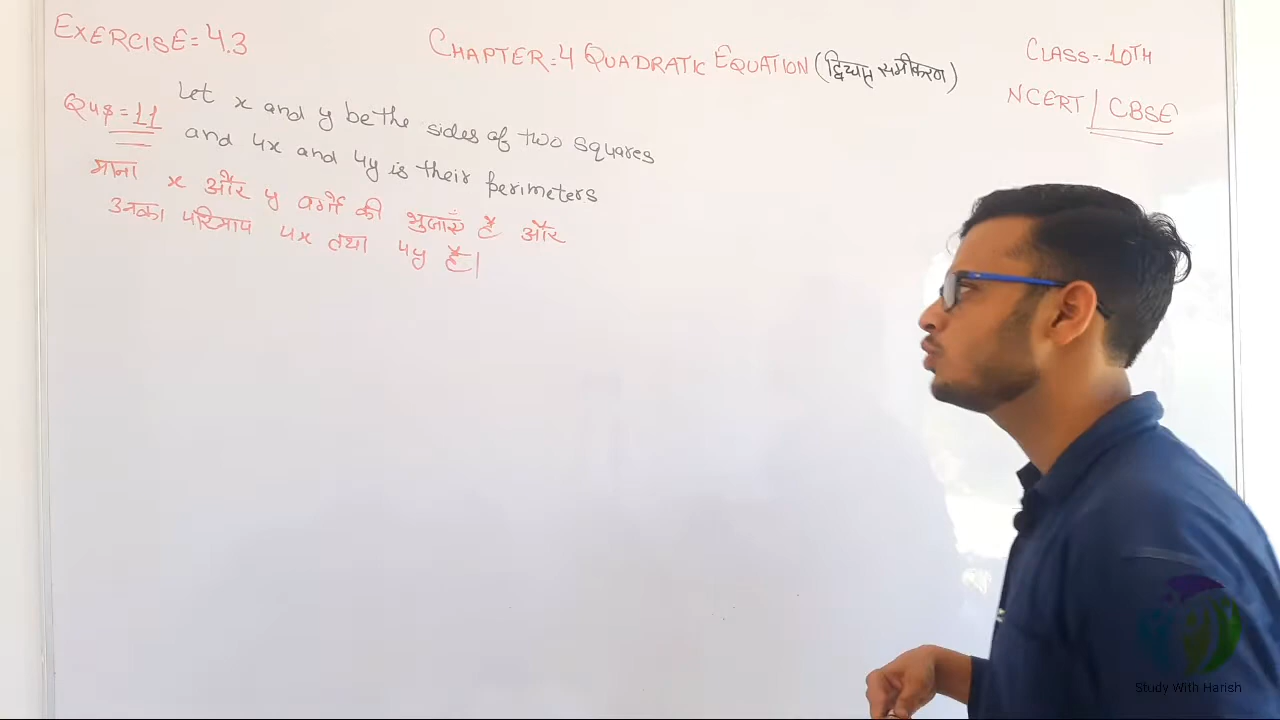 EXERCISE=4.3
CHAPTER:4 QUADRATIC EQUATION (द्विघात समीकरण)
CLASS=10TH
NCERT/CBSE
Qus=11 Let x and y be the sides of two squares
and 4x and 4y is their perimeters
माना x और y वर्गों की भुजाएँ हैं और
उनका परिमाप 4x तथा 4y है।
Study With Harish